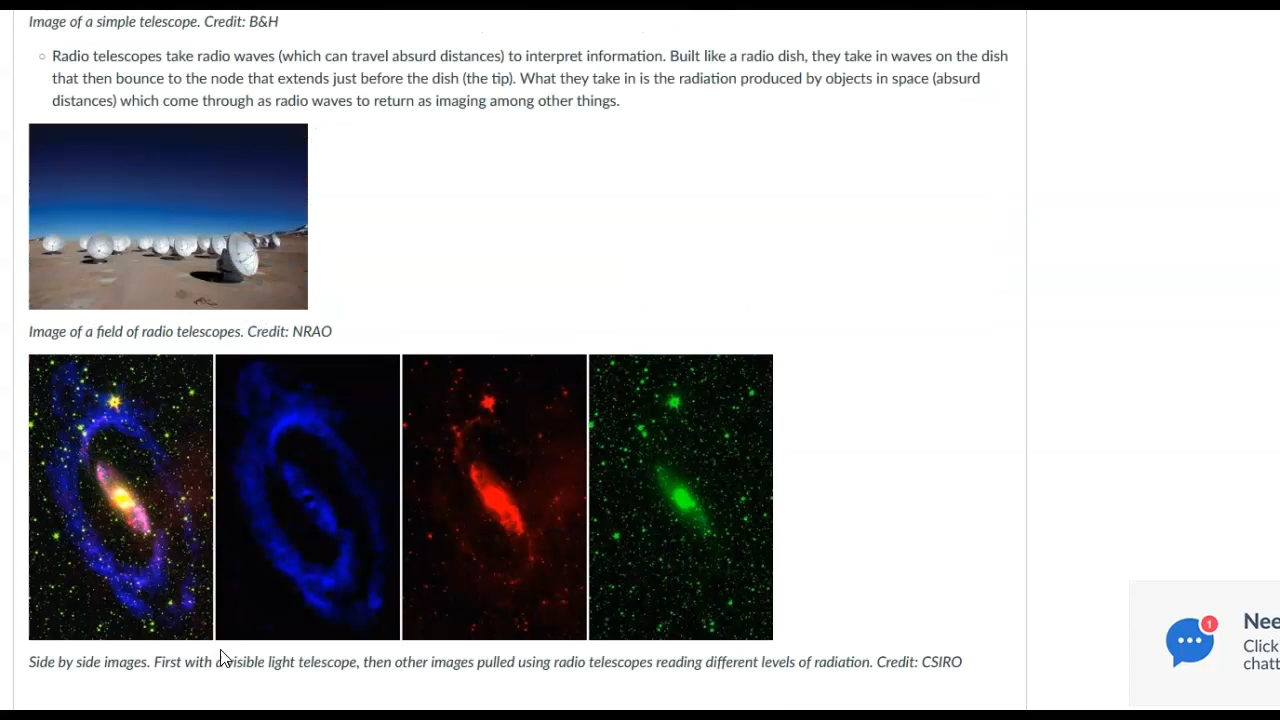 Image of a simple telescope. Credit: B&H
◦ Radio telescopes take radio waves (which can travel absurd distances) to interpret information. Built like a radio dish, they take in waves on the dish
that then bounce to the node that extends just before the dish (the tip). What they take in is the radiation produced by objects in space (absurd
distances) which come through as radio waves to return as imaging among other things.
Image of a field of radio telescopes. Credit: NRAO
Side by side images. First with a visible light telescope, then other images pulled using radio telescopes reading different levels of radiation. Credit: CSIRO
1
Nee
Click
chatt